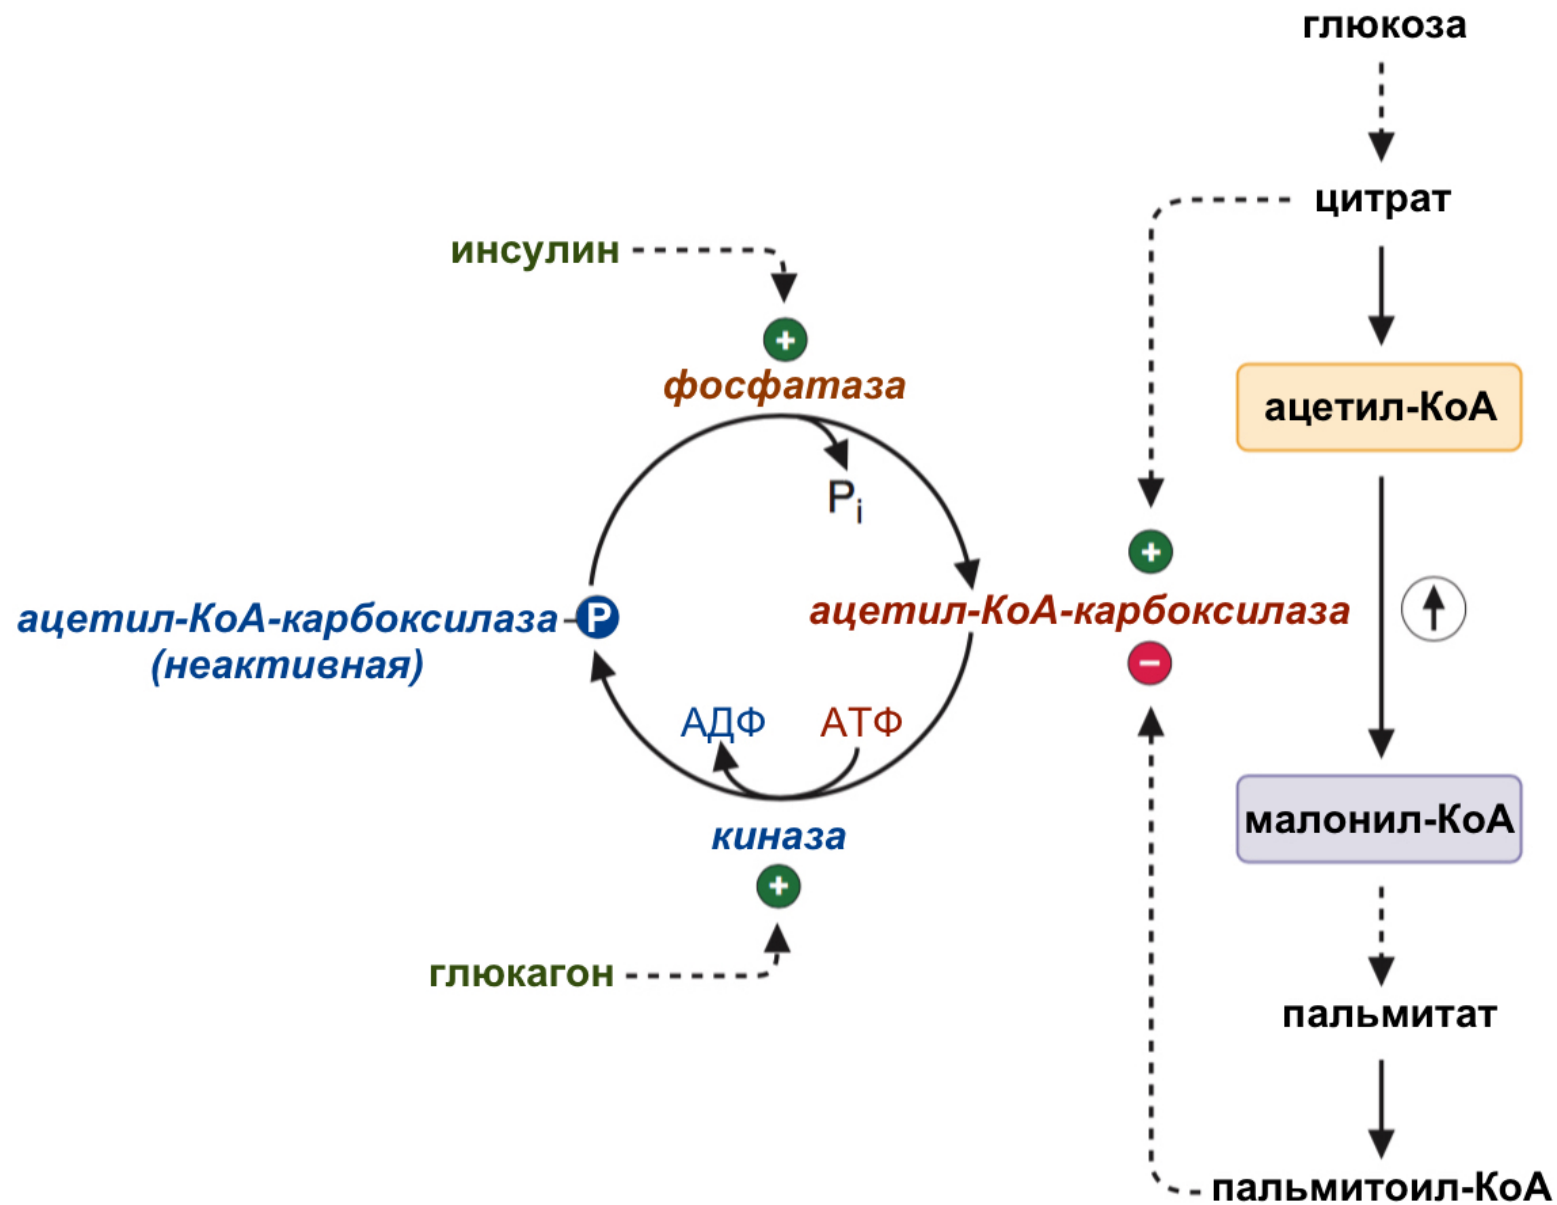 глюкоза
цитрат
инсулин
+
фосфатаза
ацетил-КоА
Pi
+
ацетил-КоА-карбоксилаза
ацетил-КоА-карбоксилаза-P
(неактивная)
−
АДФ
АТФ
малонил-КоА
киназа
+
глюкагон
пальмитат
пальмитоил-КоА